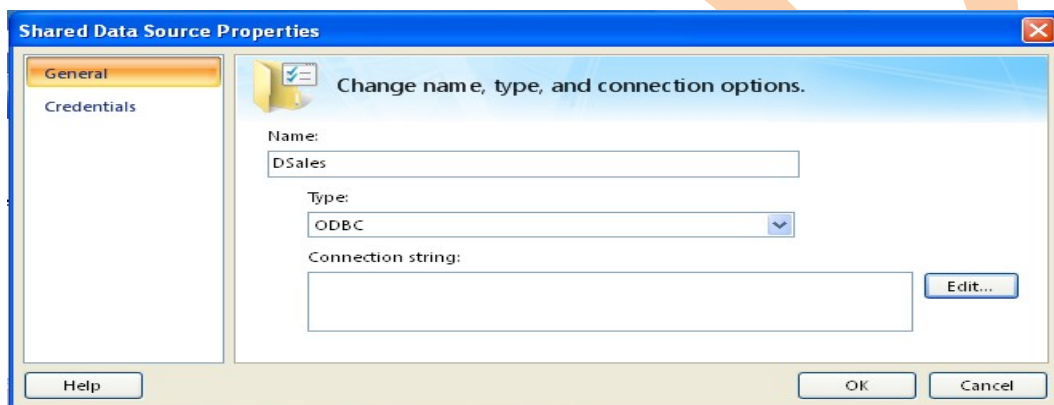 Shared Data Source Properties
General
Credentials
Change name, type, and connection options.
Name:
DSales
Type:
ODBC
Connection string:
Edit...
Help
OK
Cancel